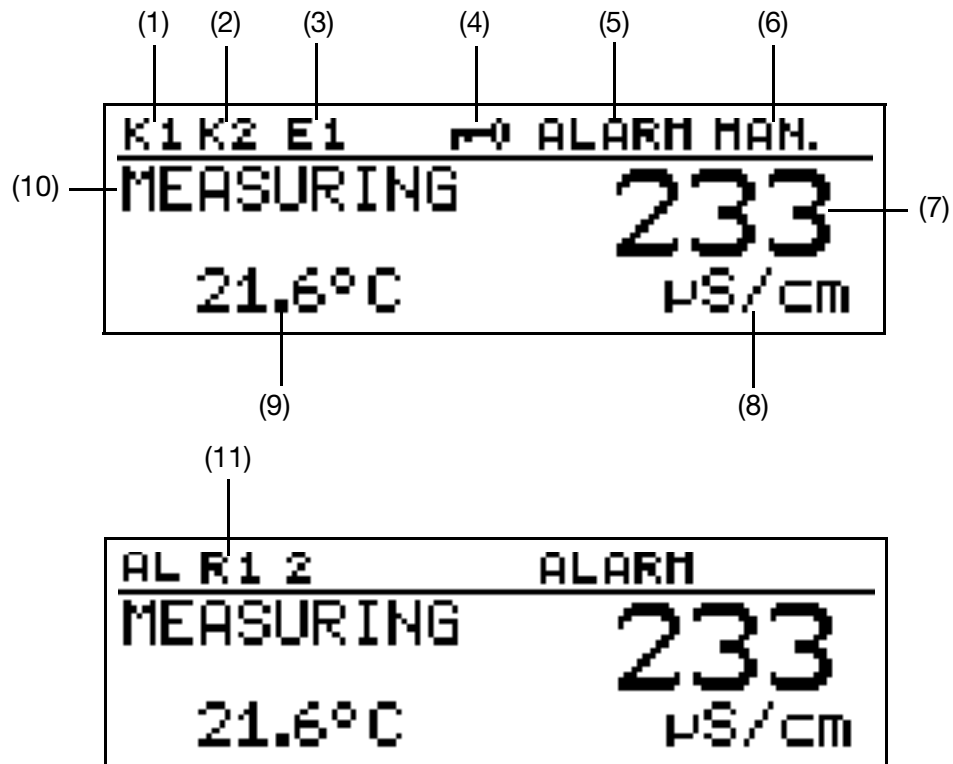 (1) (2) (3) (4) (5) (6)
K1 K2 E1 ALARM MAN.
(10) MEASURING 233 (7)
21.6°C µS/cm
(9) (8)
(11)
AL R1 2 ALARM
MEASURING 233
21.6°C µS/cm